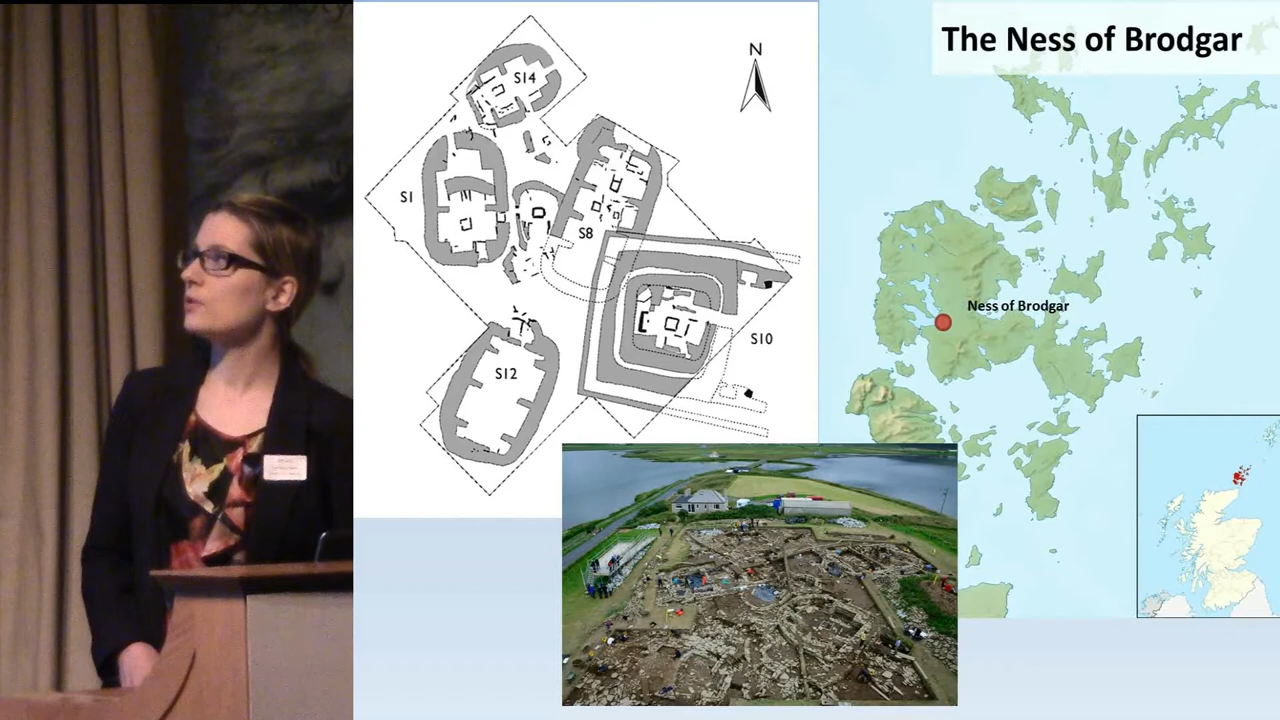 The Ness of Brodgar
N
S14
S1
S8
S10
S12
Ness of Brodgar